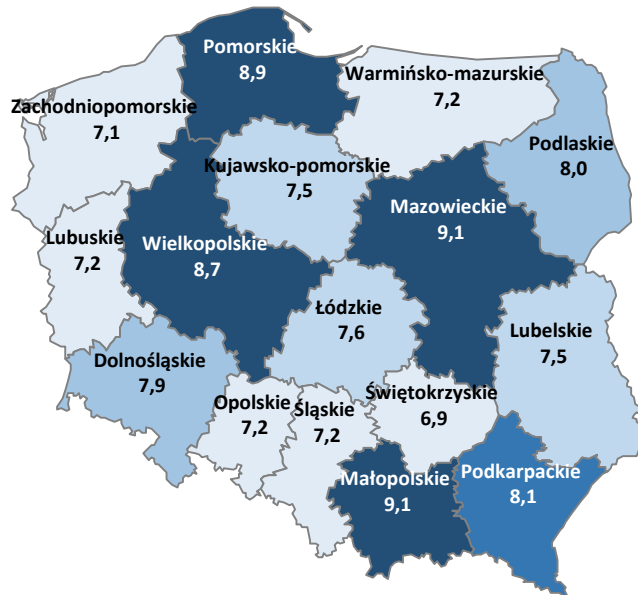 Pomorskie
8,9
Warmińsko-mazurskie
7,2
Zachodniopomorskie
7,1
Podlaskie
8,0
Kujawsko-pomorskie
7,5
Mazowieckie
9,1
Lubuskie
7,2
Wielkopolskie
8,7
Łódzkie
7,6
Lubelskie
7,5
Dolnośląskie
7,9
Świętokrzyskie
6,9
Opolskie
7,2
Śląskie
7,2
Małopolskie
9,1
Podkarpackie
8,1